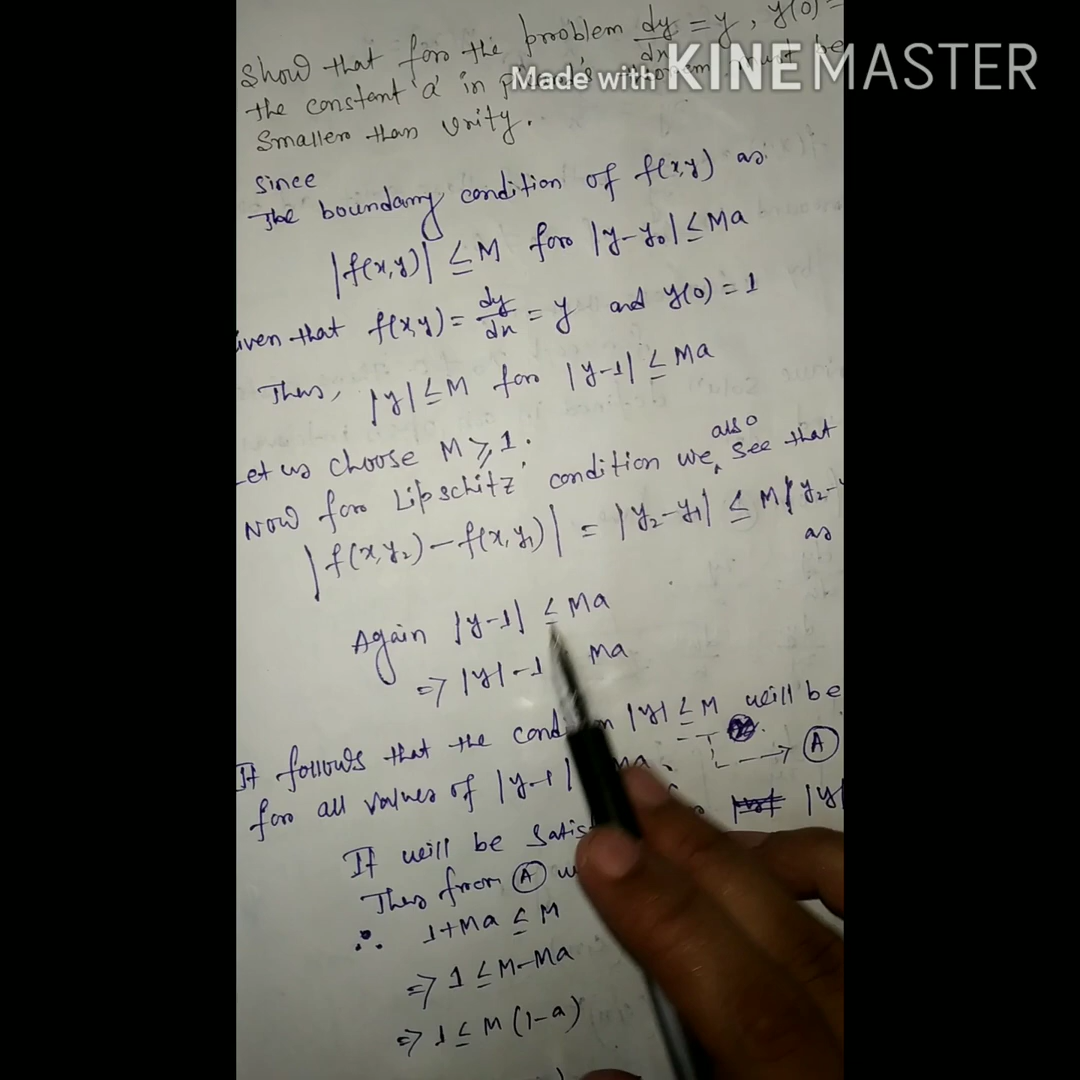 show that for the problem dy/dx = y, y(0) =
the constant 'a' in
smaller than unity.
Made with KINEMASTER
since
The boundary condition of f(x,y) as
|f(x,y)| ≤ M for |y-y₀| ≤ Ma
iven that f(x,y) = dy/dx = y and y(0) = 1
Thus, |y| ≤ M for |y-1| ≤ Ma
Let us choose M ≥ 1.
Now for Lipschitz condition we also see that
|f(x,y₂) - f(x,y₁)| = |y₂-y₁| ≤ M|y₂-
as
Again |y-1| ≤ Ma
⇒ |y|-1 Ma
It follows that the |y| ≤ M will be
for all values of |y-1| Ma. (A)
It will be |y|
Thus from (A)
∴ 1+Ma ≤ M
⇒ 1 ≤ M-Ma
⇒ 1 ≤ M(1-a)